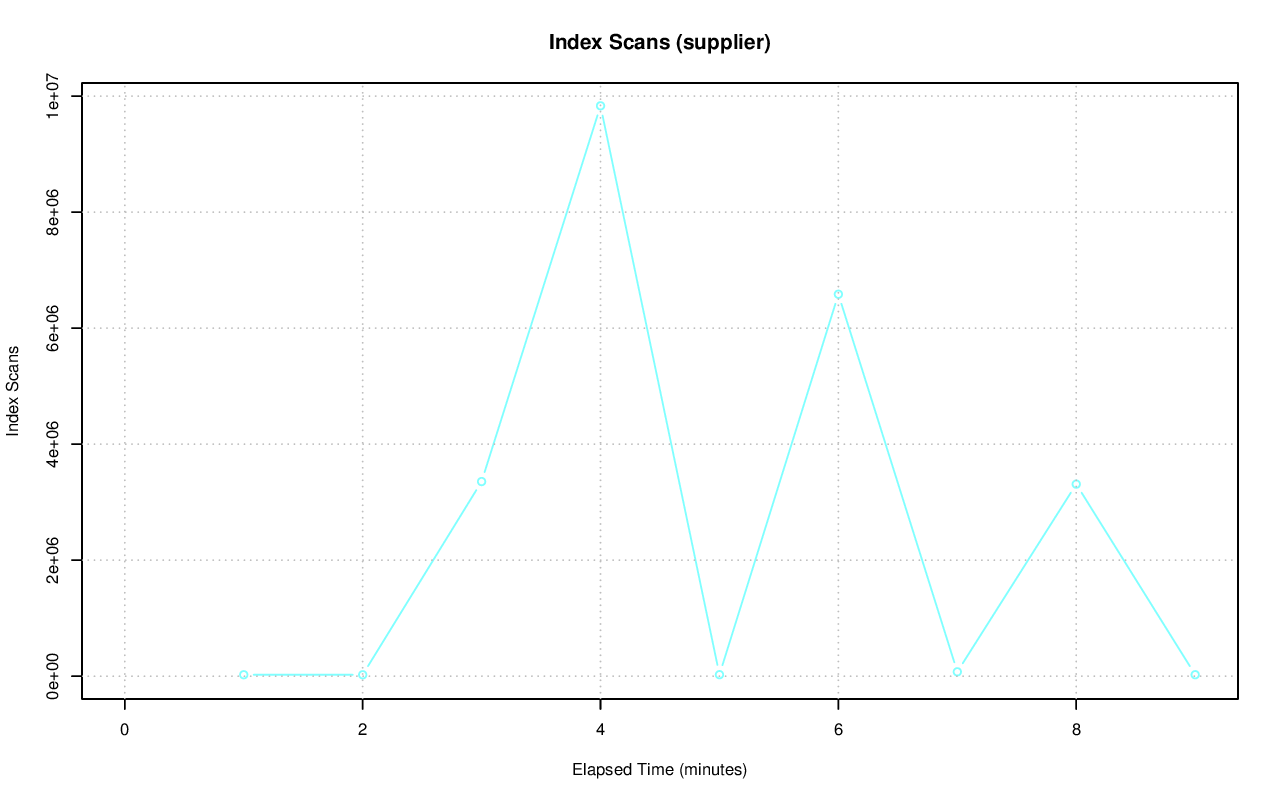 Index Scans (supplier)
1e+07
8e+06
6e+06
4e+06
2e+06
0e+00
Index Scans
0 2 4 6 8
Elapsed Time (minutes)